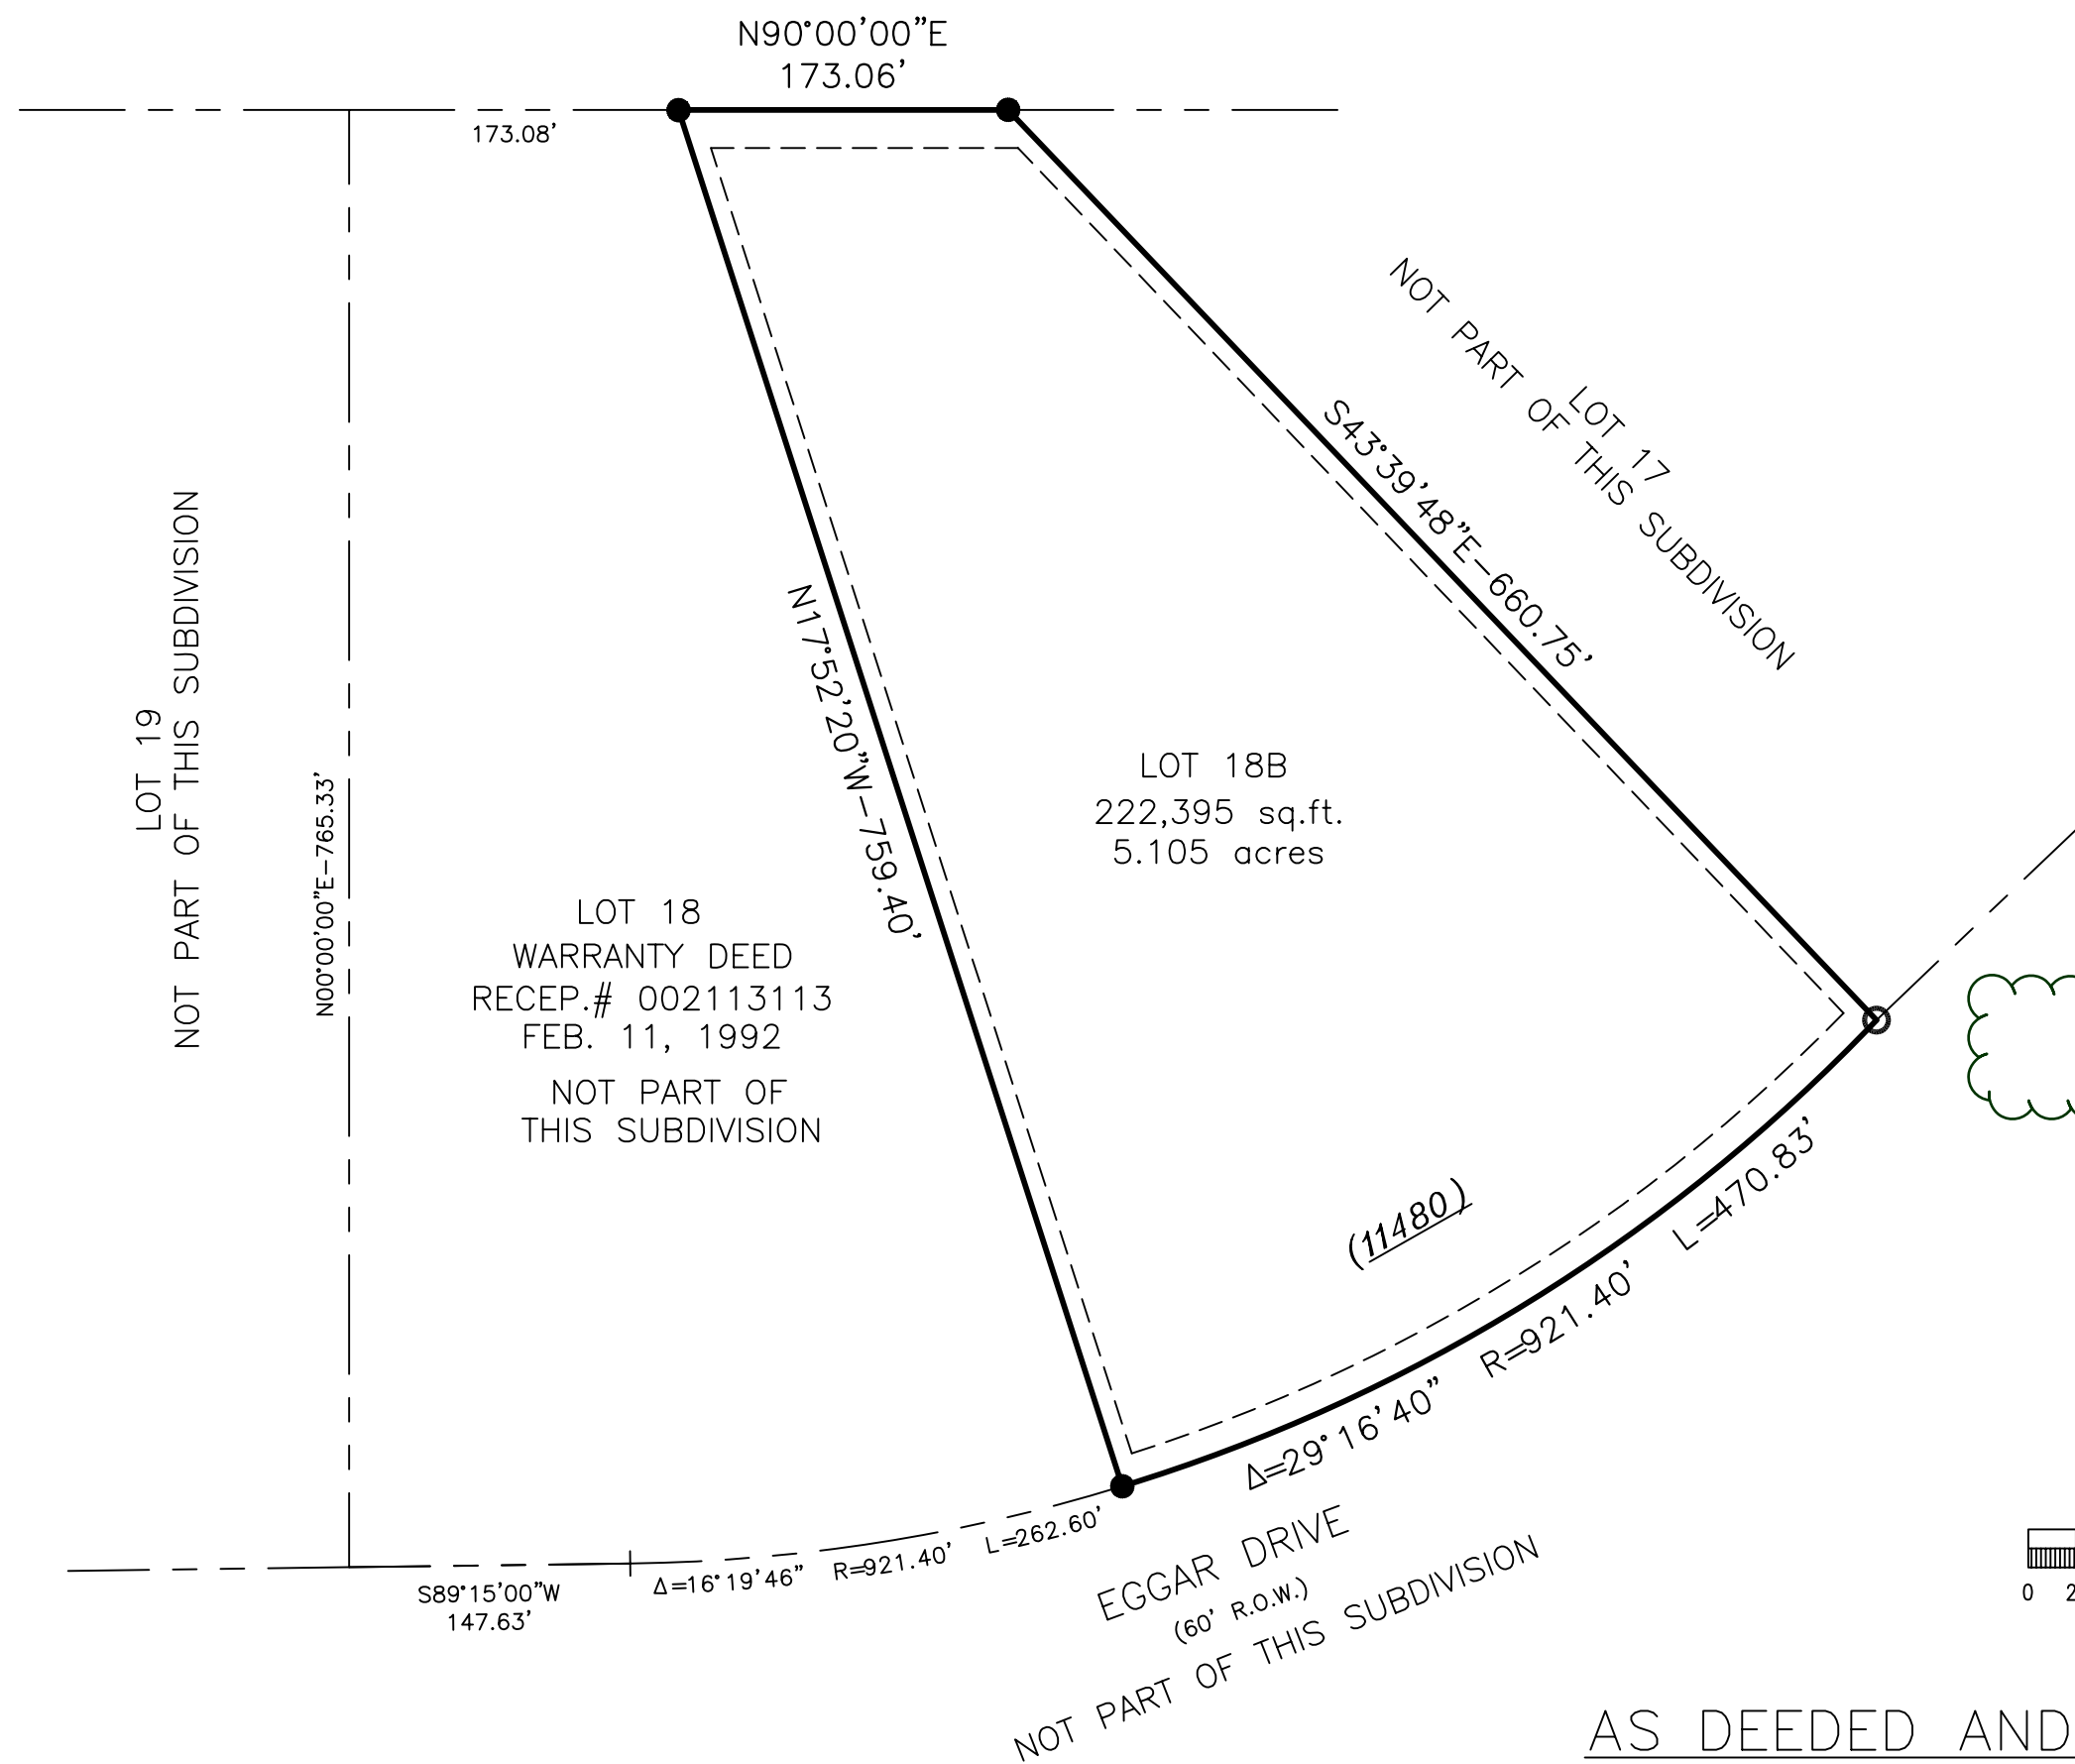 N90°00'00"E
173.06'
173.08'
NOT PART OF THIS SUBDIVISION
LOT 17
S43°39'48"E-660.75'
LOT 19
NOT PART OF THIS SUBDIVISION
N00°00'00"E-765.33'
N17°52'20"W-759.40'
LOT 18B
222,395 sq.ft.
5.105 acres
LOT 18
WARRANTY DEED
RECEP.# 002113113
FEB. 11, 1992
NOT PART OF
THIS SUBDIVISION
(11480)
Δ=29°16'40" R=921.40' L=470.83'
S89°15'00"W
147.63'
Δ=16°19'46" R=921.40' L=262.60'
EGGAR DRIVE
(60' R.O.W.)
NOT PART OF THIS SUBDIVISION
0
AS DEEDED AND